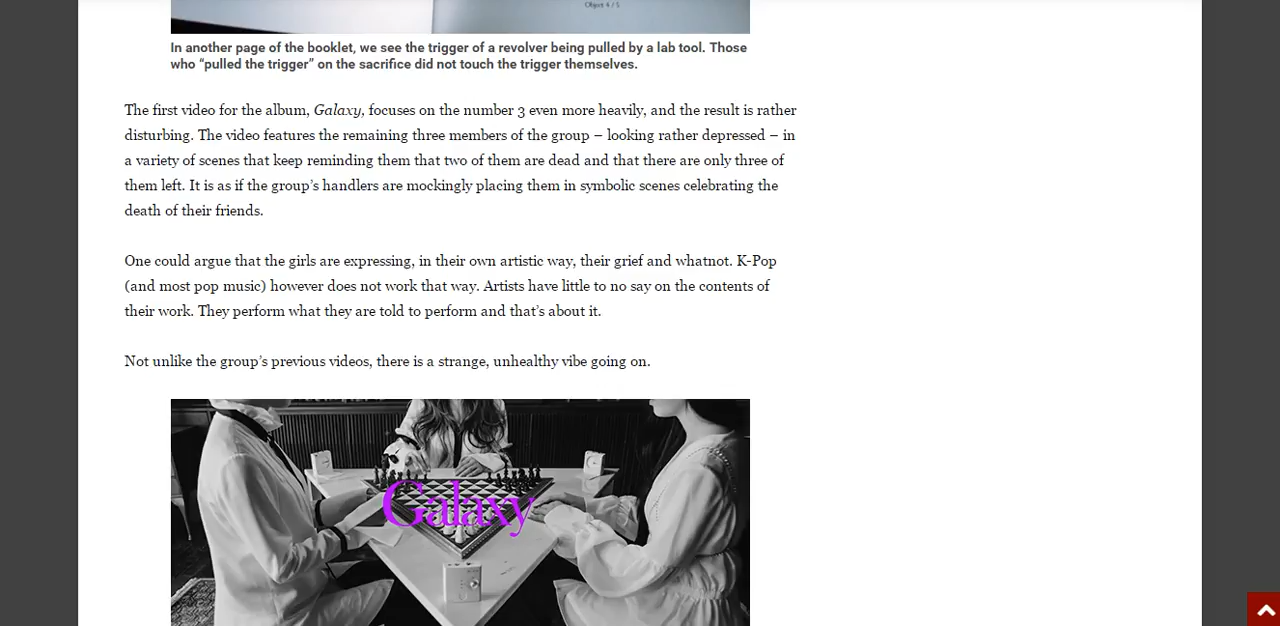 Object 4 / 5
In another page of the booklet, we see the trigger of a revolver being pulled by a lab tool. Those
who “pulled the trigger” on the sacrifice did not touch the trigger themselves.
The first video for the album, Galaxy, focuses on the number 3 even more heavily, and the result is rather
disturbing. The video features the remaining three members of the group – looking rather depressed – in
a variety of scenes that keep reminding them that two of them are dead and that there are only three of
them left. It is as if the group’s handlers are mockingly placing them in symbolic scenes celebrating the
death of their friends.
One could argue that the girls are expressing, in their own artistic way, their grief and whatnot. K-Pop
(and most pop music) however does not work that way. Artists have little to no say on the contents of
their work. They perform what they are told to perform and that’s about it.
Not unlike the group’s previous videos, there is a strange, unhealthy vibe going on.
Galaxy